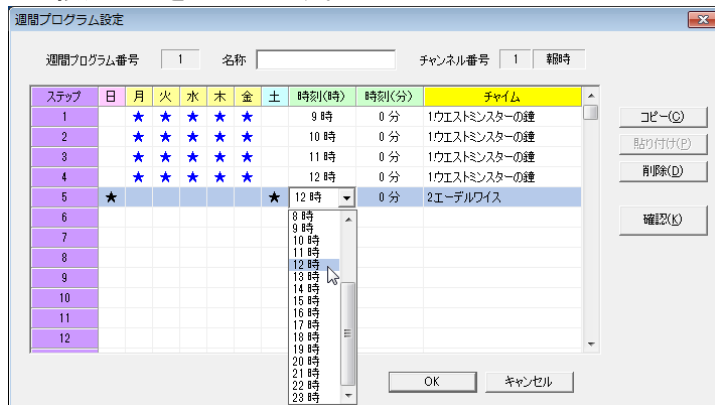 週間プログラム設定
週間プログラム番号 1 名称 チャンネル番号 1 報時
ステップ 日 月 火 水 木 金 土 時刻(時) 時刻(分) チャイム
1 ★ ★ ★ ★ ★ 9 時 0 分 1ウエストミンスターの鐘
2 ★ ★ ★ ★ ★ 10 時 0 分 1ウエストミンスターの鐘
3 ★ ★ ★ ★ ★ 11 時 0 分 1ウエストミンスターの鐘
4 ★ ★ ★ ★ ★ 12 時 0 分 1ウエストミンスターの鐘
5 ★ ★ 12 時 0 分 2エーデルワイス
6
7
8
9
10
11
12
8 時
9 時
10 時
11 時
12 時
13 時
14 時
15 時
16 時
17 時
18 時
19 時
20 時
21 時
22 時
23 時
コピー(C)
貼り付け(P)
削除(D)
確認(K)
OK キャンセル